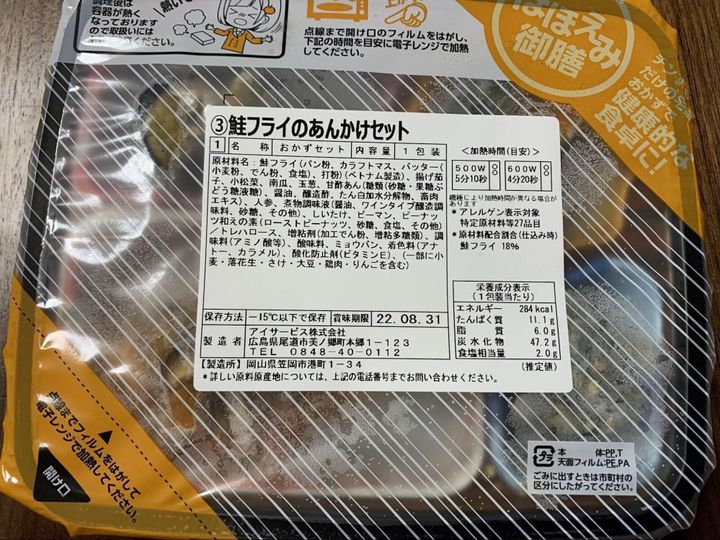 調理後は
容器が熱く
なっております
ので取扱いには
ください。
点線まで開け口のフィルムをはがし、
下記の時間を目安に電子レンジで加熱
してください。
ほほえみ
御膳
おかずで
健康的な
食卓に!
③鮭フライのあんかけセット
1 名 称 おかずセット 内容量 1包装
原材料名:鮭フライ(パン粉、カラフトマス、バッター(
小麦粉、でん粉、食塩)、打粉)(ベトナム製造)、揚げ茄
子、小松菜、南瓜、玉葱、甘酢あん(糖類(砂糖・果糖ぶ
どう糖液糖)、醤油、醸造酢、たん白加水分解物、畜肉
エキス)、人参、煮物調味液(醤油、ワインタイプ醸造調
味料、砂糖、その他)、しいたけ、ピーマン、ピーナッ
ツ和えの素(ローストピーナッツ、砂糖、食塩、その他)
/トレハロース、増粘剤(加工でん粉、増粘多糖類)、調
味料(アミノ酸等)、酸味料、ミョウバン、着色料(アナ
トー、カラメル)、酸化防止剤(ビタミンE)、(一部に小
麦・落花生・さけ・大豆・鶏肉・りんごを含む)
保存方法 -15℃以下で保存 賞味期限 22.08.31
製造者 アイサービス株式会社
広島県尾道市美ノ郷町本郷1-123
TEL 0848-40-0112
【製造所】岡山県笠岡市港町1-34
*詳しい原料原産地については、上記の電話番号までお問い合わせください。
<加熱時間(目安)>
500W 5分10秒
600W 4分20秒
機種により加熱時間が異なる場合が
あります
*アレルゲン表示対象
特定原材料等27品目
*原材料配合割合(仕込み時)
鮭フライ 18%
栄養成分表示
(1包装当たり)
エネルギー 284kcal
たんぱく質 11.1g
脂 質 6.0g
炭水化物 47.2g
食塩相当量 2.0g
(推定値)
点線までフィルムをはがして
電子レンジで加熱してください。
開け口
プラ
本 体:PP,T
天面フィルム:PE,PA
ごみに出すときは市町村の
区分にしたがってください。